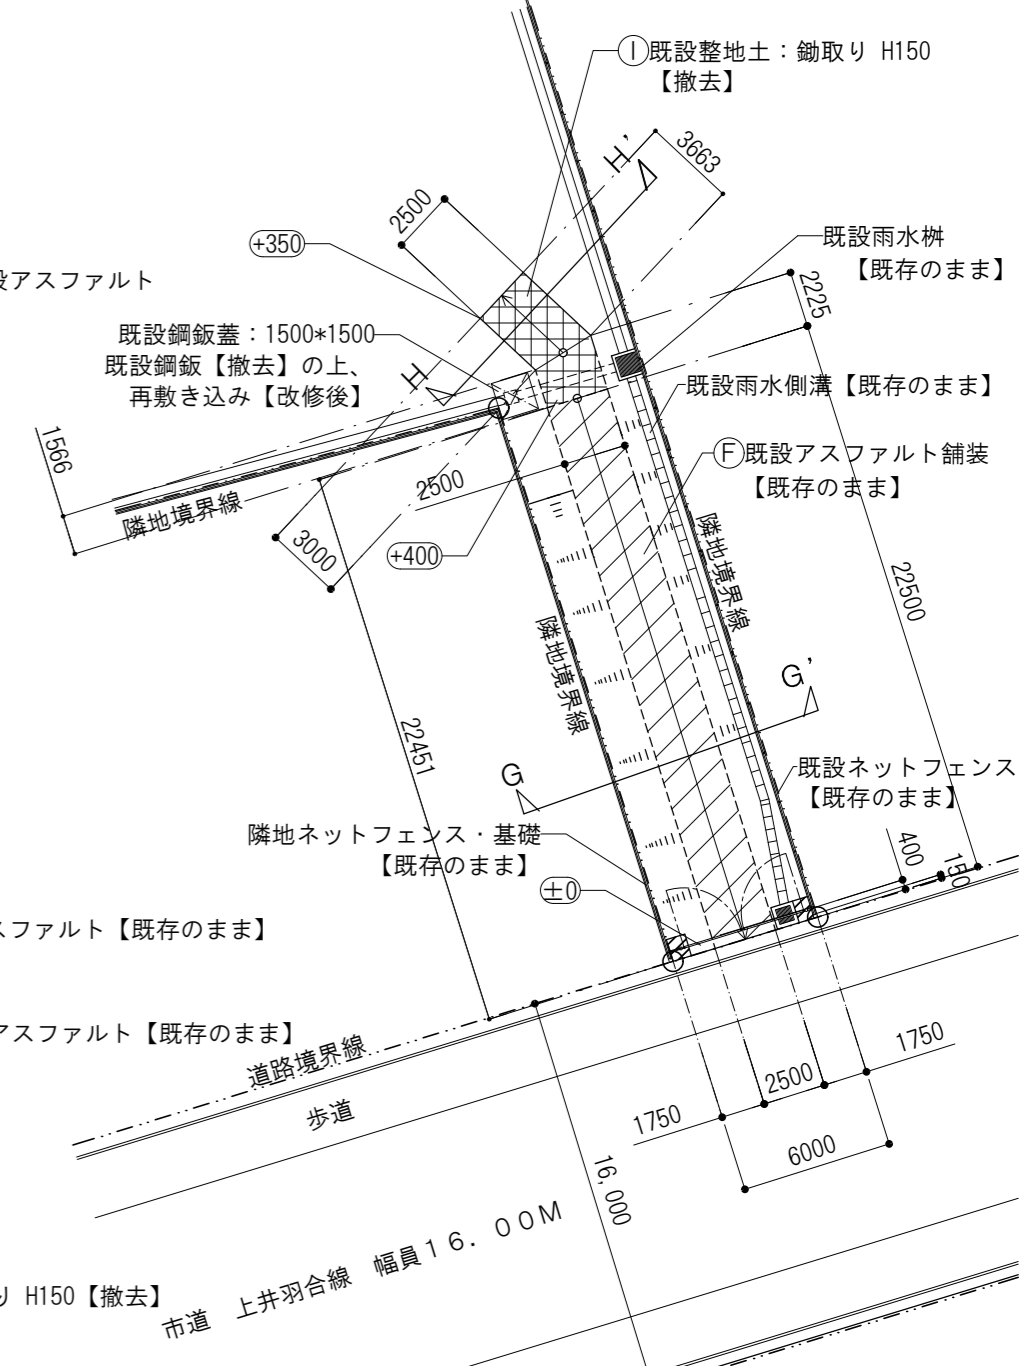 Ⓘ既設整地土：鋤取り H150
【撤去】
H'
3663
2500
+350
既設雨水桝
【既存のまま】
設アスファルト
2225
既設鋼鈑蓋：1500*1500
既設鋼鈑【撤去】の上、
再敷き込み【改修後】
H
既設雨水側溝【既存のまま】
1566
Ⓕ既設アスファルト舗装
【既存のまま】
2500
隣地境界線
3000
+400
隣地境界線
22500
隣地境界線
G'
22451
G
既設ネットフェンス
【既存のまま】
隣地ネットフェンス・基礎
【既存のまま】
400
150
±0
スファルト【既存のまま】
アスファルト【既存のまま】
道路境界線
1750
2500
歩道
1750
6000
16,000
市道　上井羽合線　幅員１６．００Ｍ
り H150【撤去】